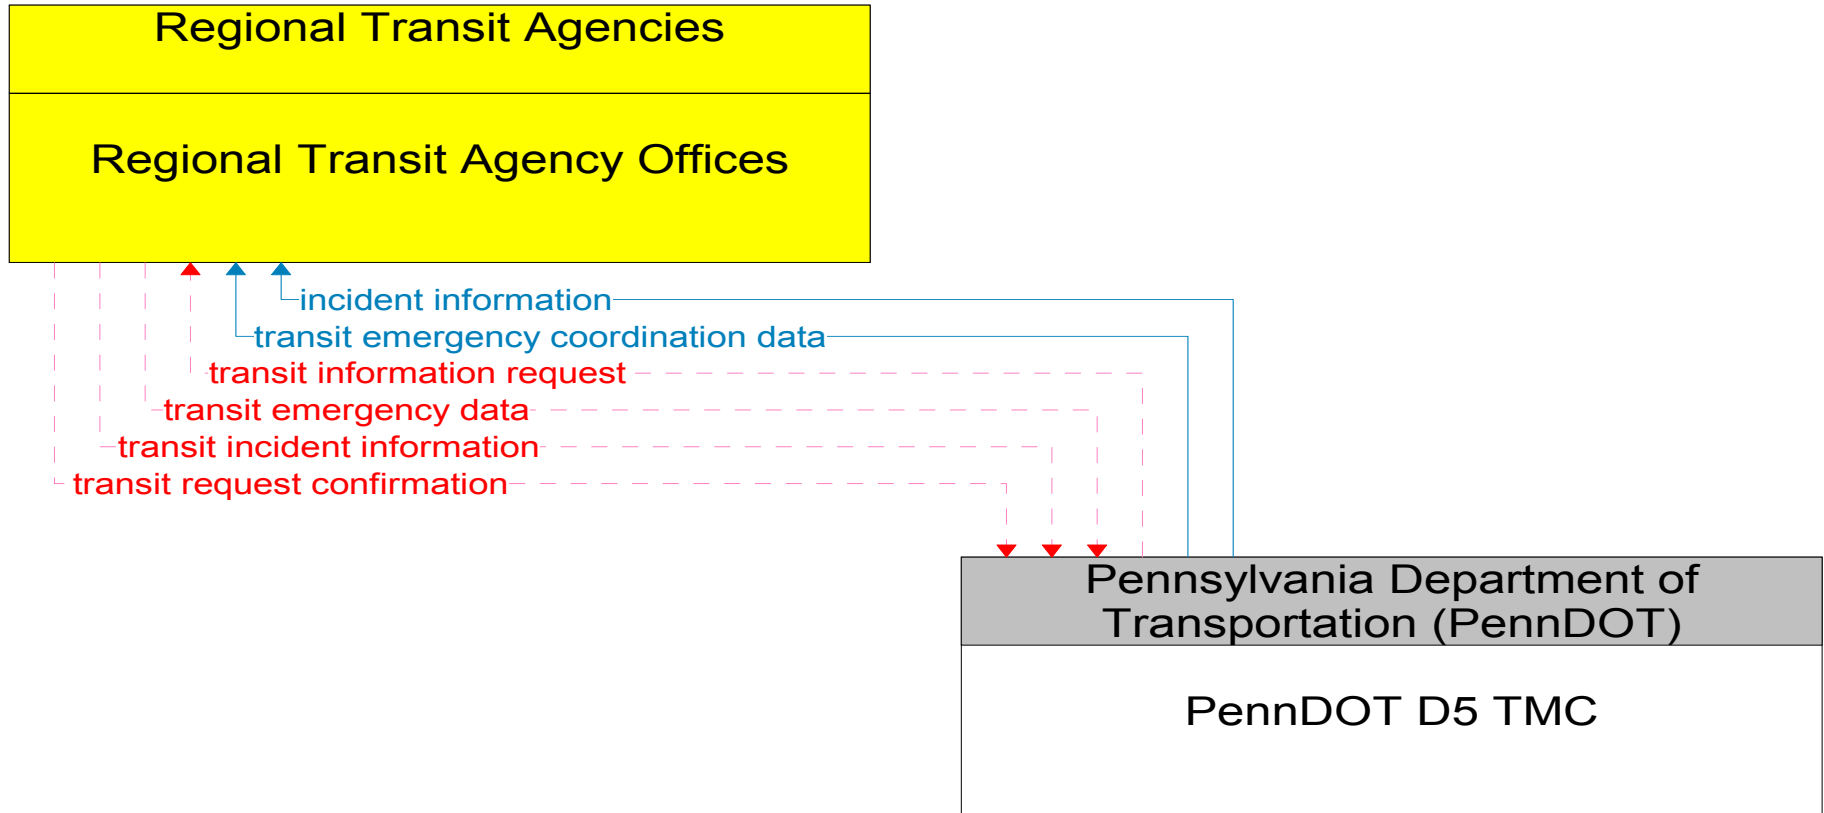 Regional Transit Agencies
Regional Transit Agency Offices
incident information
transit emergency coordination data
transit information request
transit emergency data
transit incident information
transit request confirmation
Pennsylvania Department of
Transportation (PennDOT)
PennDOT D5 TMC